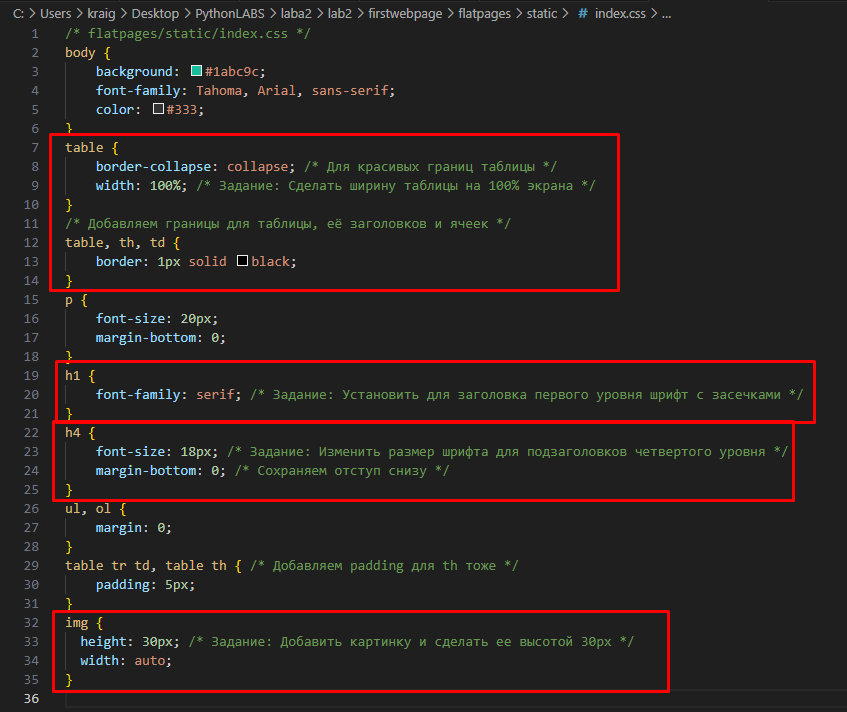 C: > Users > kraig > Desktop > PythonLABS > laba2 > lab2 > firstwebpage > flatpages > static > # index.css > ...
1 /* flatpages/static/index.css */
2 body {
3 background: #1abc9c;
4 font-family: Tahoma, Arial, sans-serif;
5 color: #333;
6 }
7 table {
8 border-collapse: collapse; /* Для красивых границ таблицы */
9 width: 100%; /* Задание: Сделать ширину таблицы на 100% экрана */
10 }
11 /* Добавляем границы для таблицы, её заголовков и ячеек */
12 table, th, td {
13 border: 1px solid black;
14 }
15 p {
16 font-size: 20px;
17 margin-bottom: 0;
18 }
19 h1 {
20 font-family: serif; /* Задание: Установить для заголовка первого уровня шрифт с засечками */
21 }
22 h4 {
23 font-size: 18px; /* Задание: Изменить размер шрифта для подзаголовков четвертого уровня */
24 margin-bottom: 0; /* Сохраняем отступ снизу */
25 }
26 ul, ol {
27 margin: 0;
28 }
29 table tr td, table th { /* Добавляем padding для th тоже */
30 padding: 5px;
31 }
32 img {
33 height: 30px; /* Задание: Добавить картинку и сделать ее высотой 30px */
34 width: auto;
35 }
36